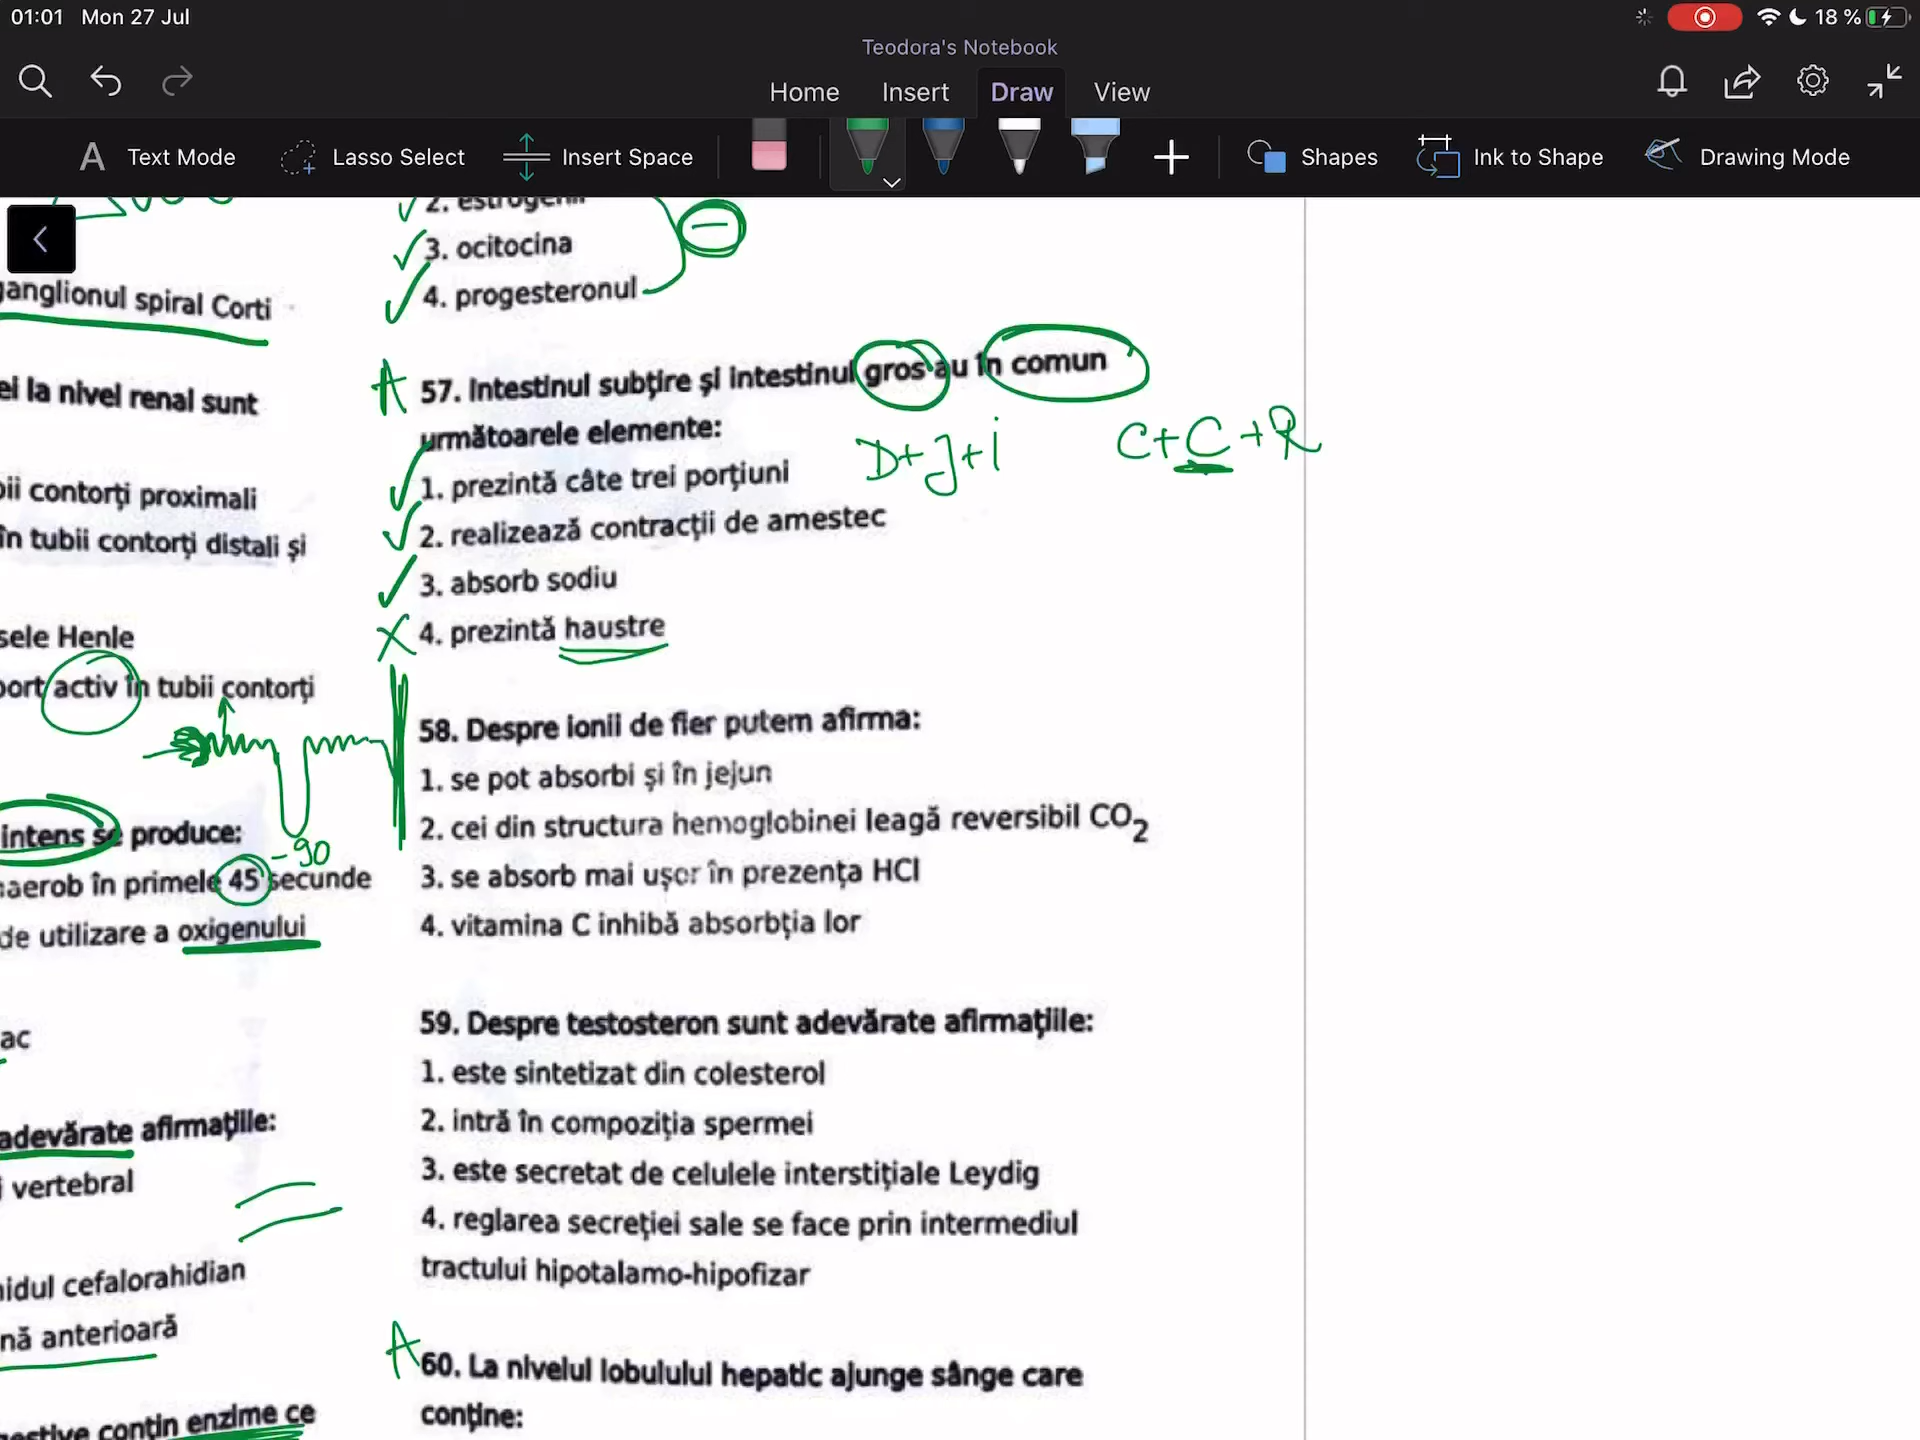 01:01 Mon 27 Jul
18 %
Teodora's Notebook
Home Insert Draw View
Text Mode Lasso Select Insert Space Shapes Ink to Shape Drawing Mode
ganglionul spiral Corti
ei la nivel renal sunt
ii contorți proximali
în tubii contorți distali și
sele Henle
port activ în tubii contorți
-90
intens se produce:
naerob în primele 45 secunde
de utilizare a oxigenului
ac
adevărate afirmațiile:
i vertebral
hidul cefalorahidian
nă anterioară
gestive conțin enzime ce
2. estrogenii
3. ocitocina
4. progesteronul
A 57. Intestinul subțire și intestinul gros au în comun
următoarele elemente:
D+J+i C+C+R
1. prezintă câte trei porțiuni
2. realizează contracții de amestec
3. absorb sodiu
X 4. prezintă haustre
58. Despre ionii de fier putem afirma:
1. se pot absorbi și în jejun
2. cei din structura hemoglobinei leagă reversibil CO₂
3. se absorb mai ușor în prezența HCl
4. vitamina C inhibă absorbția lor
59. Despre testosteron sunt adevărate afirmațiile:
1. este sintetizat din colesterol
2. intră în compoziția spermei
3. este secretat de celulele interstițiale Leydig
4. reglarea secreției sale se face prin intermediul
tractului hipotalamo-hipofizar
A 60. La nivelul lobulului hepatic ajunge sânge care
conține: